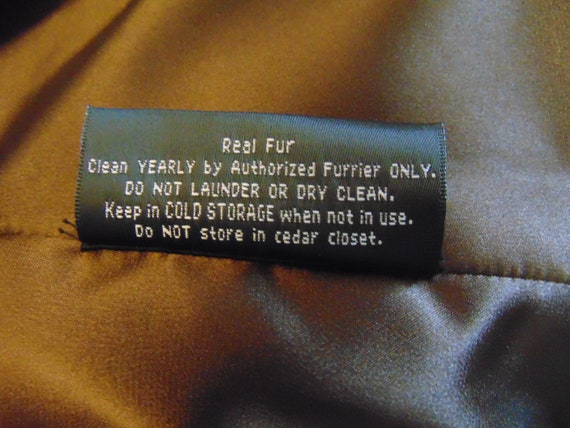 Real Fur
Clean YEARLY by Authorized Furrier ONLY.
DO NOT LAUNDER OR DRY CLEAN.
Keep in COLD STORAGE when not in use.
Do NOT store in cedar closet.